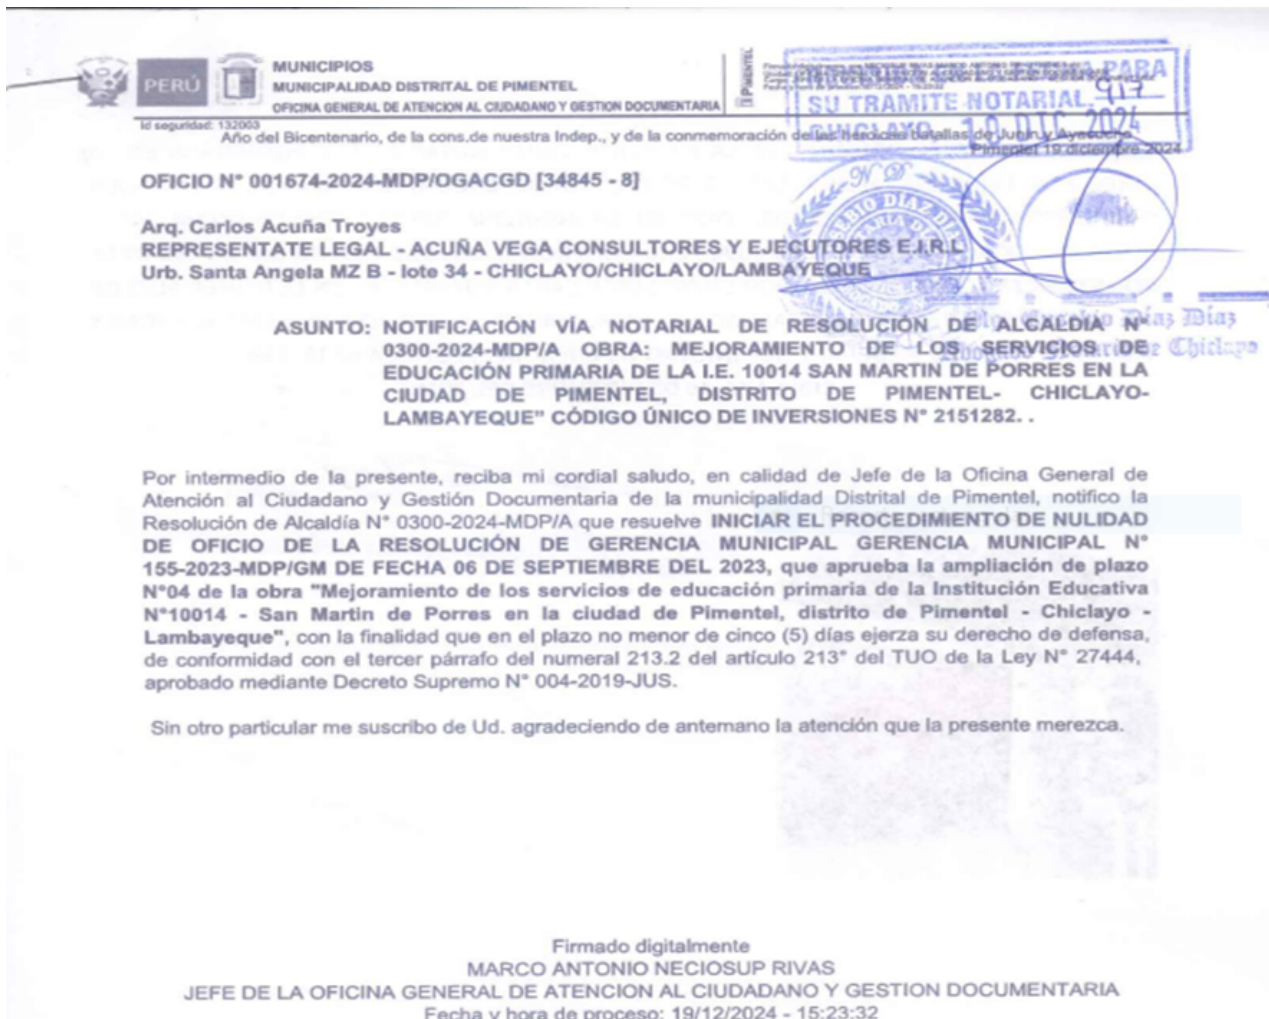 MUNICIPIOS
PERÚ
MUNICIPALIDAD DISTRITAL DE PIMENTEL
OFICINA GENERAL DE ATENCION AL CIUDADANO Y GESTION DOCUMENTARIA
PIMENTEL
PARA
SU TRAMITE NOTARIAL 917
CHICLAYO, DIC. 2024
Id seguridad: 132003
Año del Bicentenario, de la cons.de nuestra Indep., y de la conmemoración de las heroicas batallas de Junín y Ayacucho
Pimentel 19 diciembre 2024
OFICIO N° 001674-2024-MDP/OGACGD [34845 - 8]
Arq. Carlos Acuña Troyes
REPRESENTATE LEGAL - ACUÑA VEGA CONSULTORES Y EJECUTORES E.I.R.L
Urb. Santa Angela MZ B - lote 34 - CHICLAYO/CHICLAYO/LAMBAYEQUE
Eusebio Díaz Díaz
Abogado Notario de Chiclayo
ASUNTO: NOTIFICACIÓN VÍA NOTARIAL DE RESOLUCIÓN DE ALCALDIA N°
0300-2024-MDP/A OBRA: MEJORAMIENTO DE LOS SERVICIOS DE
EDUCACIÓN PRIMARIA DE LA I.E. 10014 SAN MARTIN DE PORRES EN LA
CIUDAD DE PIMENTEL, DISTRITO DE PIMENTEL- CHICLAYO-
LAMBAYEQUE” CÓDIGO ÚNICO DE INVERSIONES N° 2151282. .
Por intermedio de la presente, reciba mi cordial saludo, en calidad de Jefe de la Oficina General de
Atención al Ciudadano y Gestión Documentaria de la municipalidad Distrital de Pimentel, notifico la
Resolución de Alcaldía N° 0300-2024-MDP/A que resuelve INICIAR EL PROCEDIMIENTO DE NULIDAD
DE OFICIO DE LA RESOLUCIÓN DE GERENCIA MUNICIPAL GERENCIA MUNICIPAL N°
155-2023-MDP/GM DE FECHA 06 DE SEPTIEMBRE DEL 2023, que aprueba la ampliación de plazo
N°04 de la obra "Mejoramiento de los servicios de educación primaria de la Institución Educativa
N°10014 - San Martin de Porres en la ciudad de Pimentel, distrito de Pimentel - Chiclayo -
Lambayeque", con la finalidad que en el plazo no menor de cinco (5) días ejerza su derecho de defensa,
de conformidad con el tercer párrafo del numeral 213.2 del artículo 213° del TUO de la Ley N° 27444,
aprobado mediante Decreto Supremo N° 004-2019-JUS.
Sin otro particular me suscribo de Ud. agradeciendo de antemano la atención que la presente merezca.
Firmado digitalmente
MARCO ANTONIO NECIOSUP RIVAS
JEFE DE LA OFICINA GENERAL DE ATENCION AL CIUDADANO Y GESTION DOCUMENTARIA
Fecha y hora de proceso: 19/12/2024 - 15:23:32